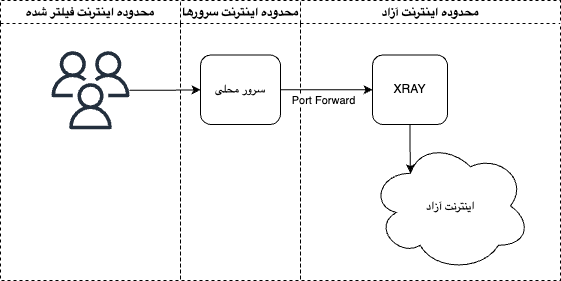 محدوده اینترنت آزاد
محدوده اینترنت سرورها
محدوده اینترنت فیلتر شده
XRAY
سرور محلی
Port Forward
اینترنت آزاد